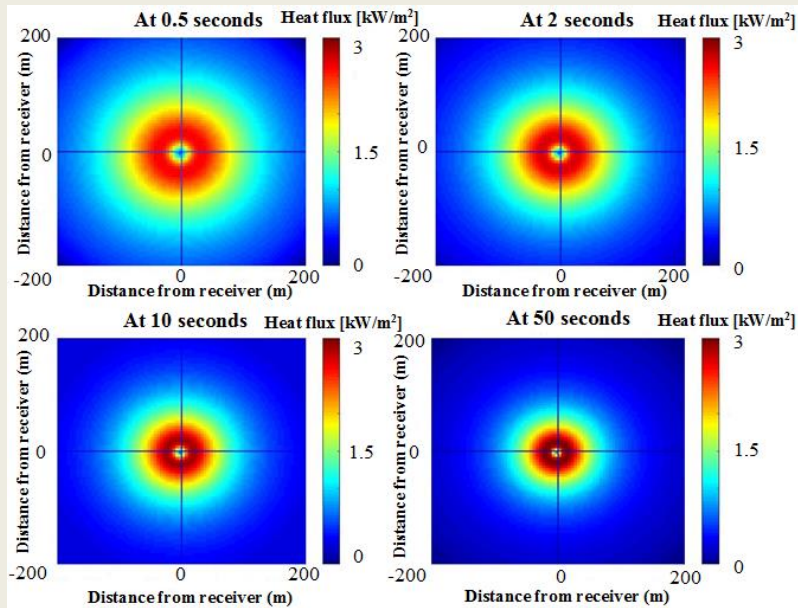 At 0.5 seconds
Heat flux [kW/m²]
200
0
-200
0
200
Distance from receiver (m)
Distance from receiver (m)
3
1.5
0
At 2 seconds
Heat flux [kW/m²]
200
0
-200
0
200
Distance from receiver (m)
Distance from receiver (m)
3
1.5
0
At 10 seconds
Heat flux [kW/m²]
200
0
-200
0
200
Distance from receiver (m)
Distance from receiver (m)
3
1.5
0
At 50 seconds
Heat flux [kW/m²]
200
0
-200
0
200
Distance from receiver (m)
Distance from receiver (m)
3
1.5
0